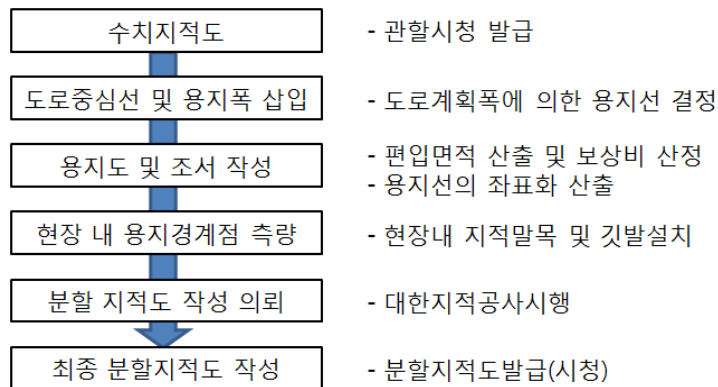 수치지적도
- 관할시청 발급
도로중심선 및 용지폭 삽입
- 도로계획폭에 의한 용지선 결정
용지도 및 조서 작성
- 편입면적 산출 및 보상비 산정
- 용지선의 좌표화 산출
현장 내 용지경계점 측량
- 현장내 지적말목 및 깃발설치
분할 지적도 작성 의뢰
- 대한지적공사시행
최종 분할지적도 작성
- 분할지적도발급(시청)